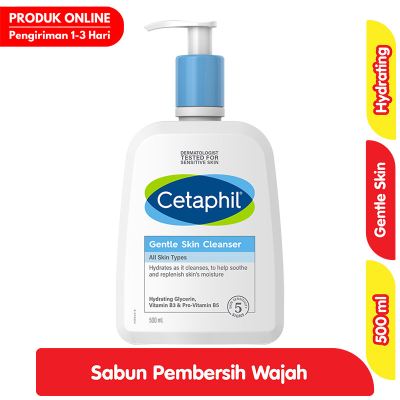 PRODUK ONLINE
Pengiriman 1-3 Hari
DERMATOLOGIST
TESTED FOR
SENSITIVE SKIN
Cetaphil
Gentle Skin Cleanser
All Skin Types
Hydrates as it cleanses, to help soothe
and replenish skin's moisture
Hydrating Glycerin,
Vitamin B3 & Pro-Vitamin B5
500 mL
5
SIGNS
Hydrating
Gentle Skin
500 ml
Sabun Pembersih Wajah